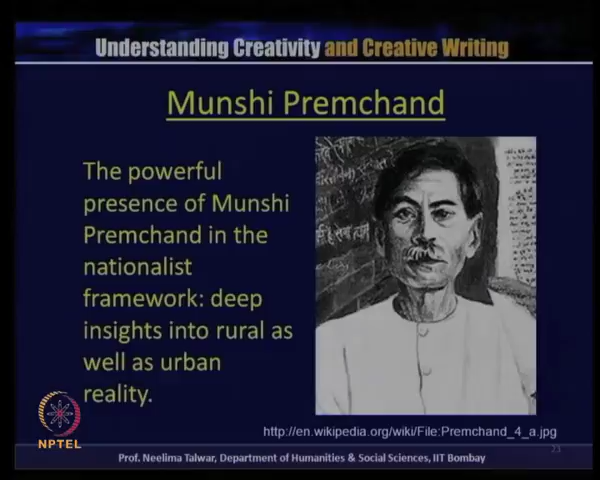 Understanding Creativity and Creative Writing
Munshi Premchand
The powerful
presence of Munshi
Premchand in the
nationalist
framework: deep
insights into rural as
well as urban
reality.
NPTEL
http://en.wikipedia.org/wiki/File:Premchand_4_a.jpg
21
Prof. Neelima Talwar, Department of Humanities & Social Sciences, IIT Bombay